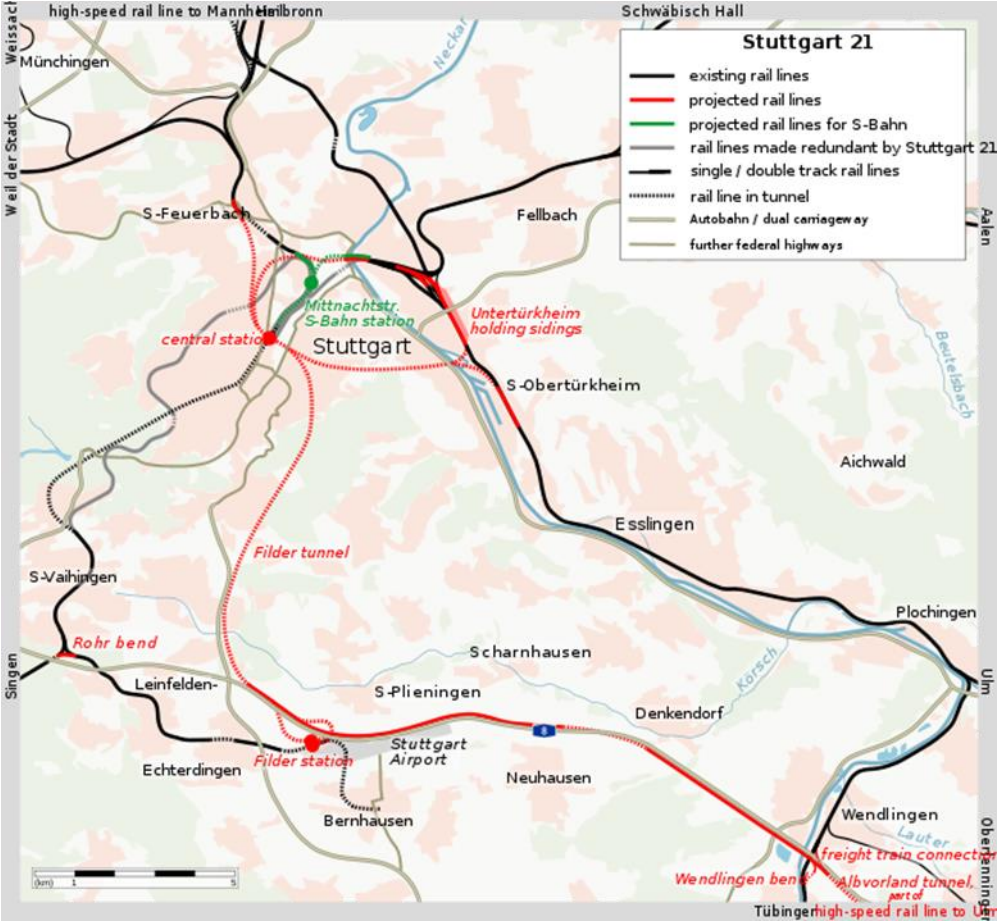 high-speed rail line to Mannheim
Heilbronn
Schwäbisch Hall
Weissach
Münchingen
Neckar
Stuttgart 21
existing rail lines
projected rail lines
projected rail lines for S-Bahn
rail lines made redundant by Stuttgart 21
single / double track rail lines
rail line in tunnel
Autobahn / dual carriageway
further federal highways
Weil der Stadt
S-Feuerbach
Fellbach
Aalen
Mittnachtstr.
S-Bahn station
Untertürkheim
holding sidings
central station
Stuttgart
Beutelsbach
S-Obertürkheim
Aichwald
Esslingen
Filder tunnel
S-Vaihingen
Plochingen
Rohr bend
Scharnhausen
Körsch
Singen
Ulm
Leinfelden-
S-Plieningen
Denkendorf
8
Stuttgart
Airport
Filder station
Echterdingen
Neuhausen
Bernhausen
Wendlingen
Lauter
Oberlenningen
freight train connection
(km) 1 5
Wendlingen bend
Albvorland tunnel,
part of
Tübingen
high-speed rail line to Ulm